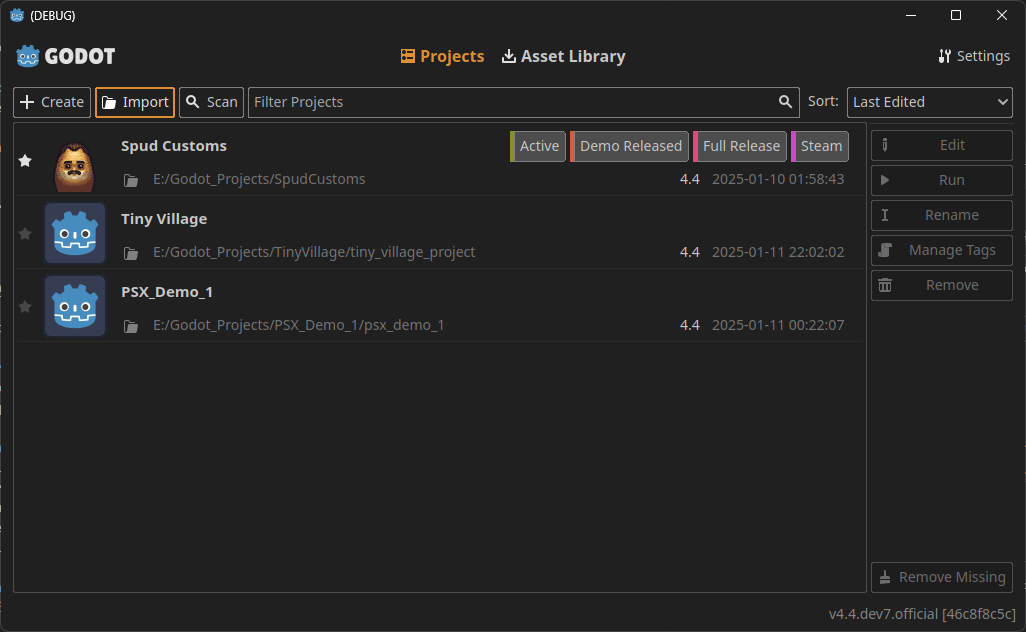 (DEBUG)
GODOT
Projects
Asset Library
Settings
Create
Import
Scan
Filter Projects
Sort:
Last Edited
Spud Customs
Active
Demo Released
Full Release
Steam
E:/Godot_Projects/SpudCustoms
4.4
2025-01-10 01:58:43
Tiny Village
E:/Godot_Projects/TinyVillage/tiny_village_project
4.4
2025-01-11 22:02:02
PSX_Demo_1
E:/Godot_Projects/PSX_Demo_1/psx_demo_1
4.4
2025-01-11 00:22:07
Edit
Run
Rename
Manage Tags
Remove
Remove Missing
v4.4.dev7.official [46c8f8c5c]